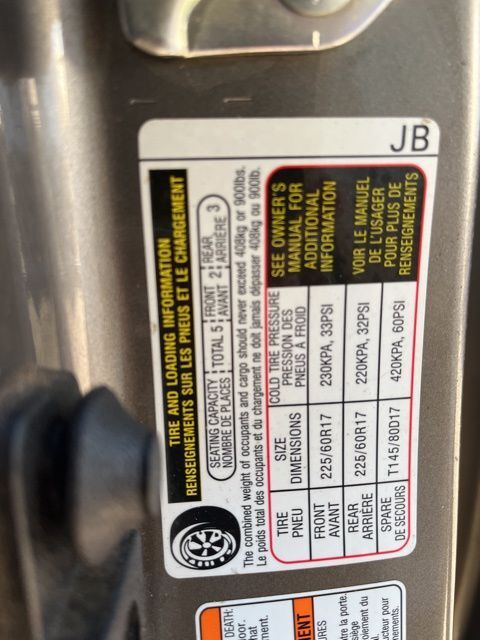 TIRE AND LOADING INFORMATION
RENSEIGNEMENTS SUR LES PNEUS ET LE CHARGEMENT
SEATING CAPACITY TOTAL 5 FRONT 2 REAR 3
NOMBRE DE PLACES AVANT ARRIÈRE
The combined weight of occupants and cargo should never exceed 408kg or 900lbs.
Le poids total des occupants et du chargement ne doit jamais dépasser 408kg ou 900lb.
TIRE SIZE COLD TIRE PRESSURE SEE OWNER'S
PNEU DIMENSIONS PRESSION DES MANUAL FOR
PNEUS À FROID ADDITIONAL
FRONT 225/60R17 230KPA, 33PSI INFORMATION
AVANT
REAR 225/60R17 220KPA, 32PSI VOIR LE MANUEL
ARRIÈRE DE L'USAGER
SPARE T145/80D17 420KPA, 60PSI POUR PLUS DE
DE SECOURS RENSEIGNEMENTS
JB
DEATH: